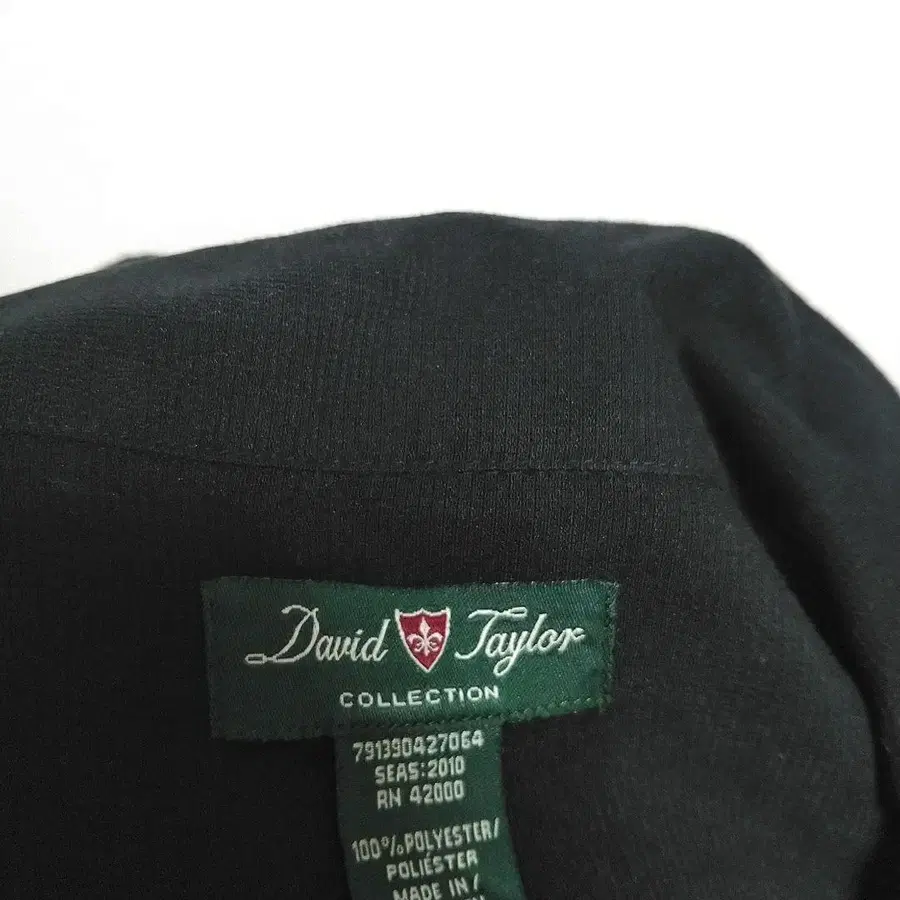 David Taylor
COLLECTION
791390427064
SEAS:2010
RN 42000
100%POLYESTER/
POLIÉSTER
MADE IN/